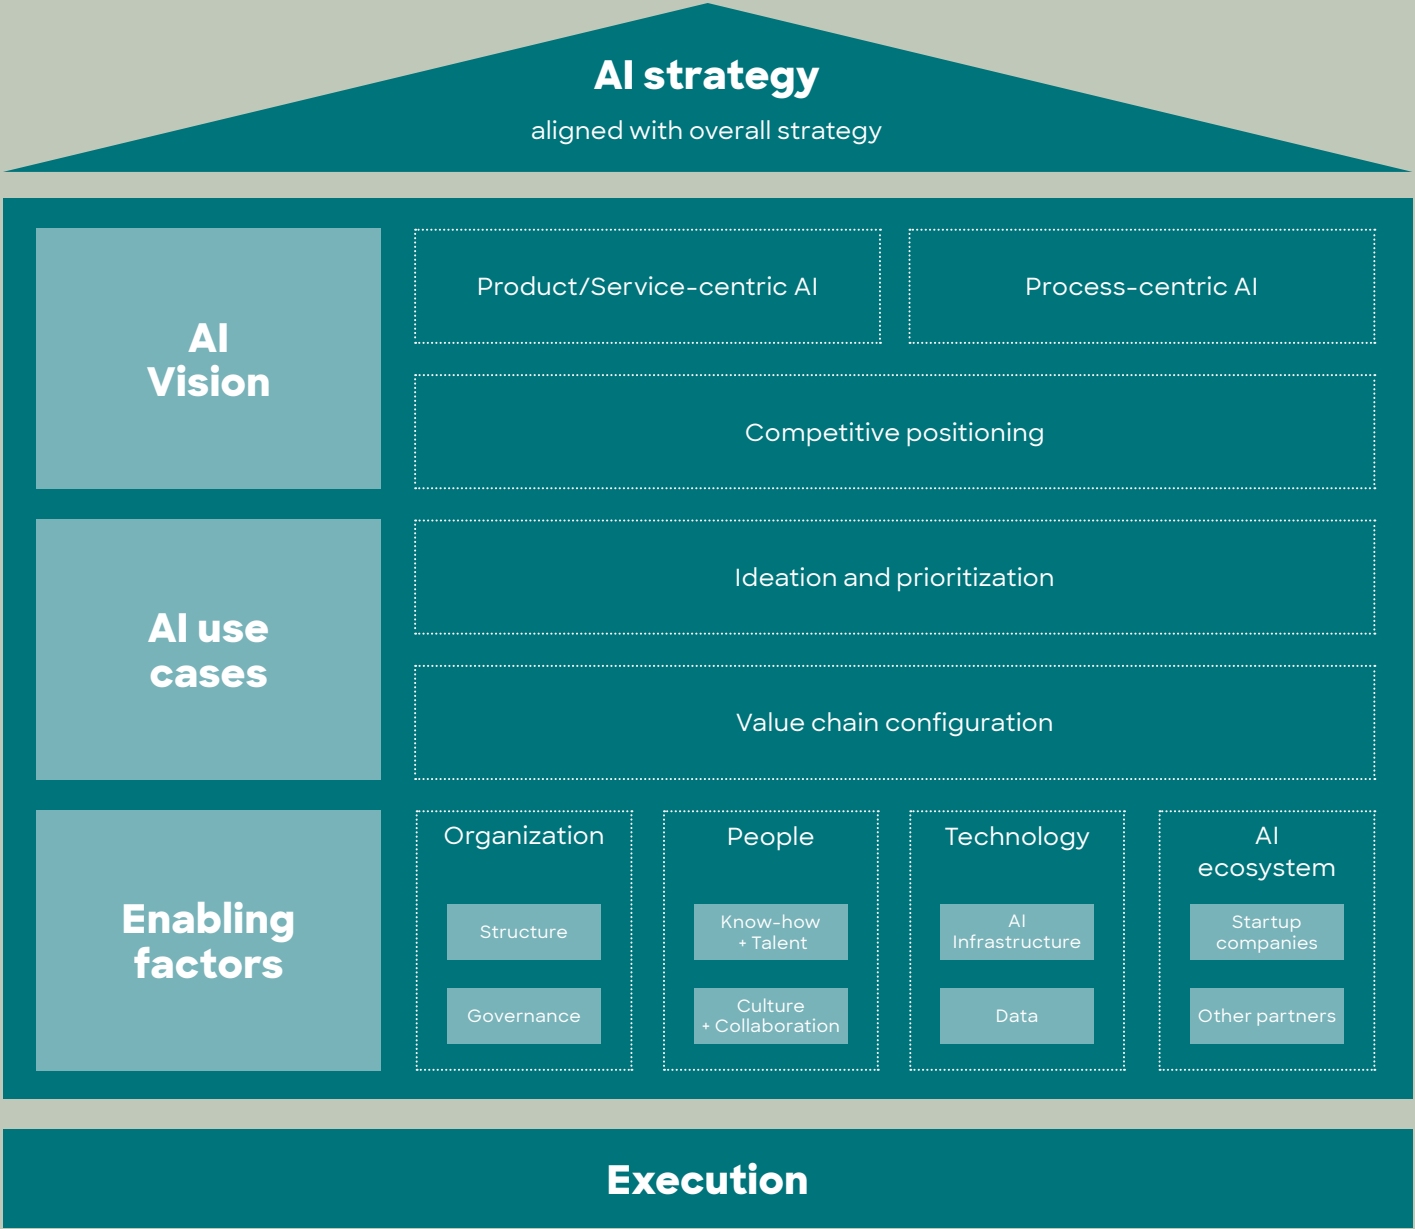 AI strategy
aligned with overall strategy
AI
Vision
Product/Service-centric AI
Process-centric AI
Competitive positioning
AI use
cases
Ideation and prioritization
Value chain configuration
Enabling
factors
Organization
Structure
Governance
People
Know-how
+ Talent
Culture
+ Collaboration
Technology
AI
Infrastructure
Data
AI
ecosystem
Startup
companies
Other partners
Execution